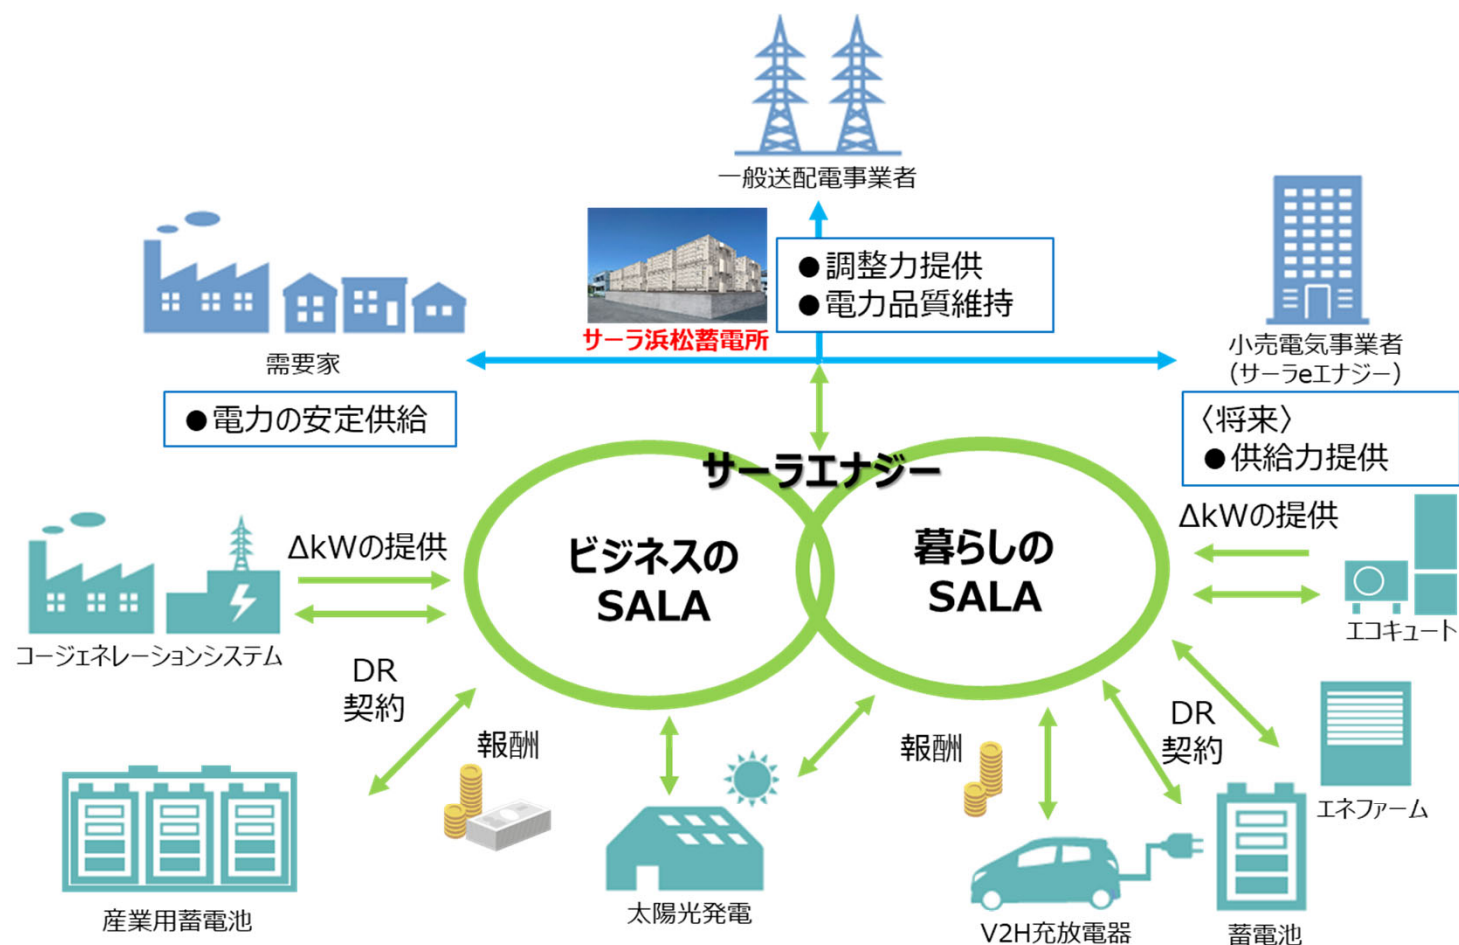 一般送配電事業者
●調整力提供
●電力品質維持
サーラ浜松蓄電所
需要家
●電力の安定供給
小売電気事業者
(サーラeエナジー)
〈将来〉
●供給力提供
サーラエナジー
ビジネスの
SALA
暮らしの
SALA
ΔkWの提供
ΔkWの提供
コージェネレーションシステム
エコキュート
DR
契約
報酬
報酬
DR
契約
エネファーム
産業用蓄電池
太陽光発電
V2H充放電器
蓄電池